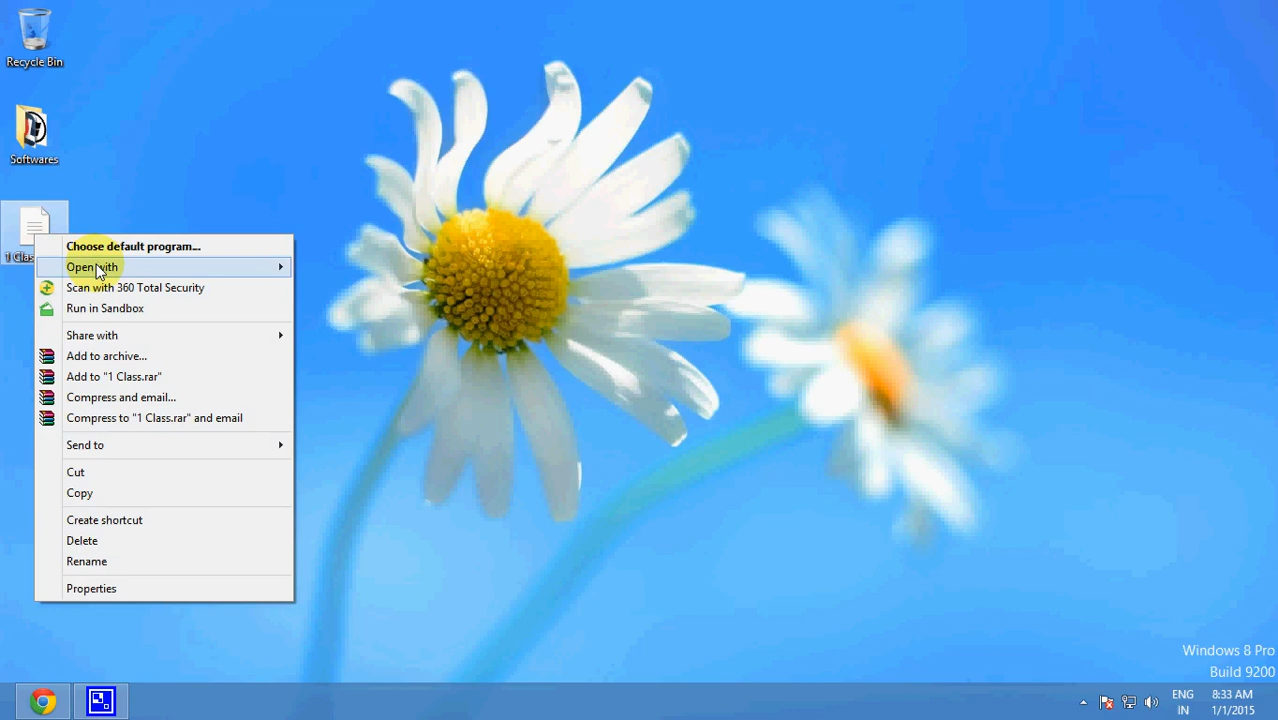 Recycle Bin
Softwares
1 Clas
Choose default program...
Open with
Scan with 360 Total Security
Run in Sandbox
Share with
Add to archive...
Add to "1 Class.rar"
Compress and email...
Compress to "1 Class.rar" and email
Send to
Cut
Copy
Create shortcut
Delete
Rename
Properties
Windows 8 Pro
Build 9200
ENG
IN
8:33 AM
1/1/2015